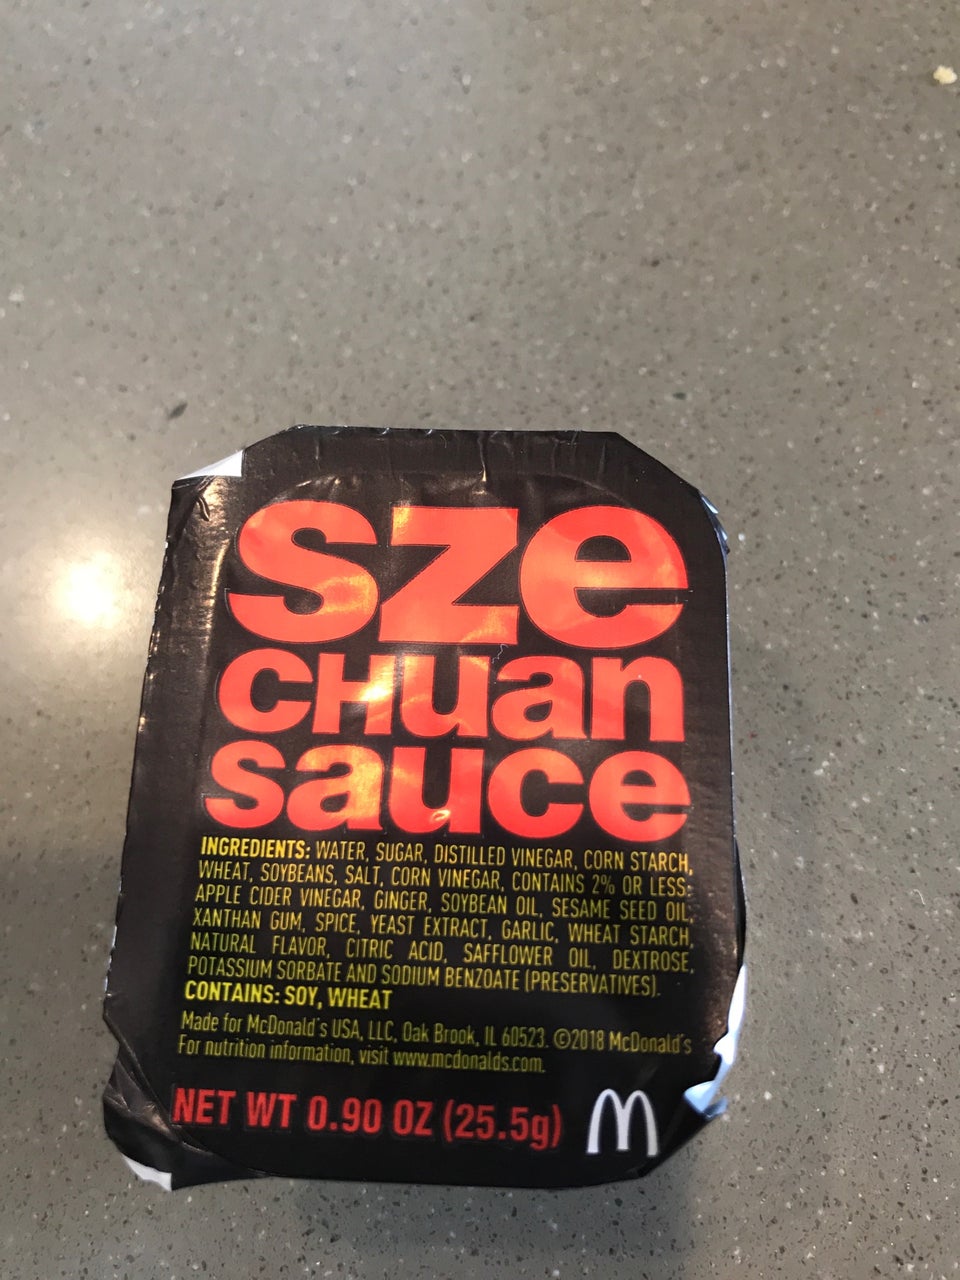 sze
cHuan
sauce
INGREDIENTS: WATER, SUGAR, DISTILLED VINEGAR, CORN STARCH,
WHEAT, SOYBEANS, SALT, CORN VINEGAR, CONTAINS 2% OR LESS:
APPLE CIDER VINEGAR, GINGER, SOYBEAN OIL, SESAME SEED OIL,
XANTHAN GUM, SPICE, YEAST EXTRACT, GARLIC, WHEAT STARCH,
NATURAL FLAVOR, CITRIC ACID, SAFFLOWER OIL, DEXTROSE,
POTASSIUM SORBATE AND SODIUM BENZOATE (PRESERVATIVES).
CONTAINS: SOY, WHEAT
Made for McDonald's USA, LLC, Oak Brook, IL 60523. ©2018 McDonald's
For nutrition information, visit www.mcdonalds.com.
NET WT 0.90 OZ (25.5g) M